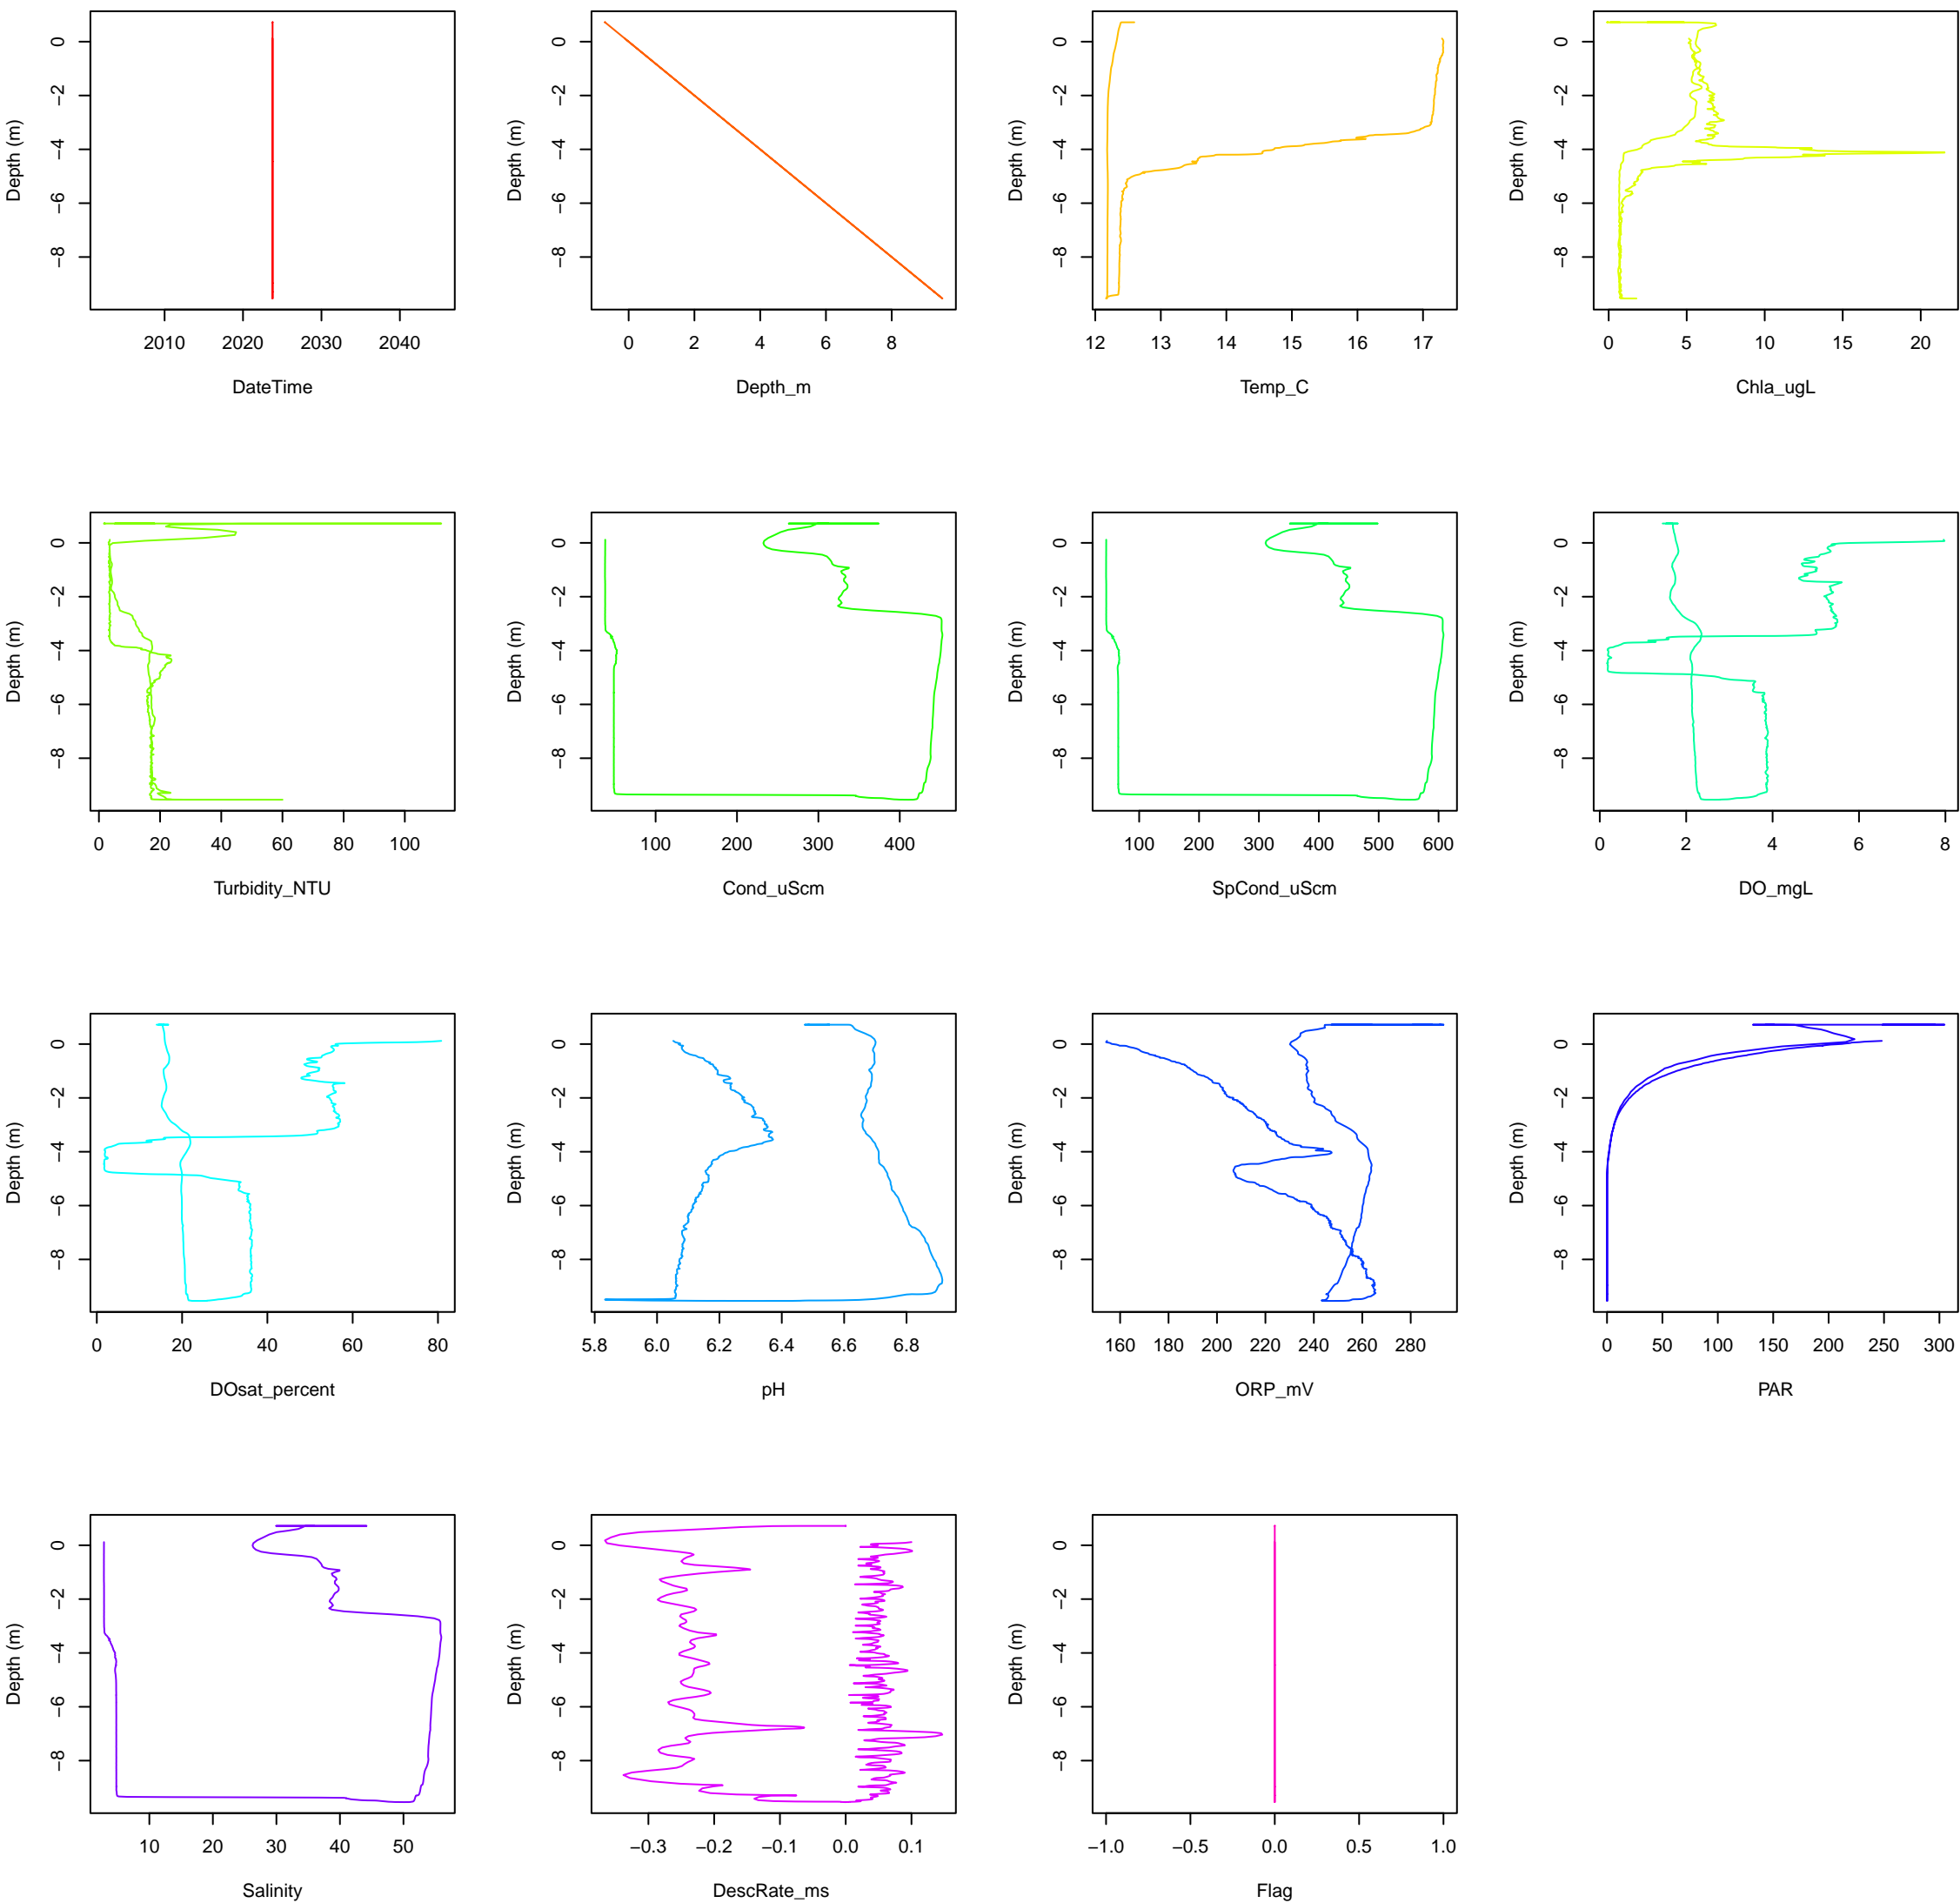 Depth (m)
−8 −6 −4 −2 0
2010 2020 2030 2040
DateTime
Depth (m)
−8 −6 −4 −2 0
0 2 4 6 8
Depth_m
Depth (m)
−8 −6 −4 −2 0
12 13 14 15 16 17
Temp_C
Depth (m)
−8 −6 −4 −2 0
0 5 10 15 20
Chla_ugL
Depth (m)
−8 −6 −4 −2 0
0 20 40 60 80 100
Turbidity_NTU
Depth (m)
−8 −6 −4 −2 0
100 200 300 400
Cond_uScm
Depth (m)
−8 −6 −4 −2 0
100 200 300 400 500 600
SpCond_uScm
Depth (m)
−8 −6 −4 −2 0
0 2 4 6 8
DO_mgL
Depth (m)
−8 −6 −4 −2 0
0 20 40 60 80
DOsat_percent
Depth (m)
−8 −6 −4 −2 0
5.8 6.0 6.2 6.4 6.6 6.8
pH
Depth (m)
−8 −6 −4 −2 0
160 180 200 220 240 260 280
ORP_mV
Depth (m)
−8 −6 −4 −2 0
0 50 100 150 200 250 300
PAR
Depth (m)
−8 −6 −4 −2 0
10 20 30 40 50
Salinity
Depth (m)
−8 −6 −4 −2 0
−0.3 −0.2 −0.1 0.0 0.1
DescRate_ms
Depth (m)
−8 −6 −4 −2 0
−1.0 −0.5 0.0 0.5 1.0
Flag